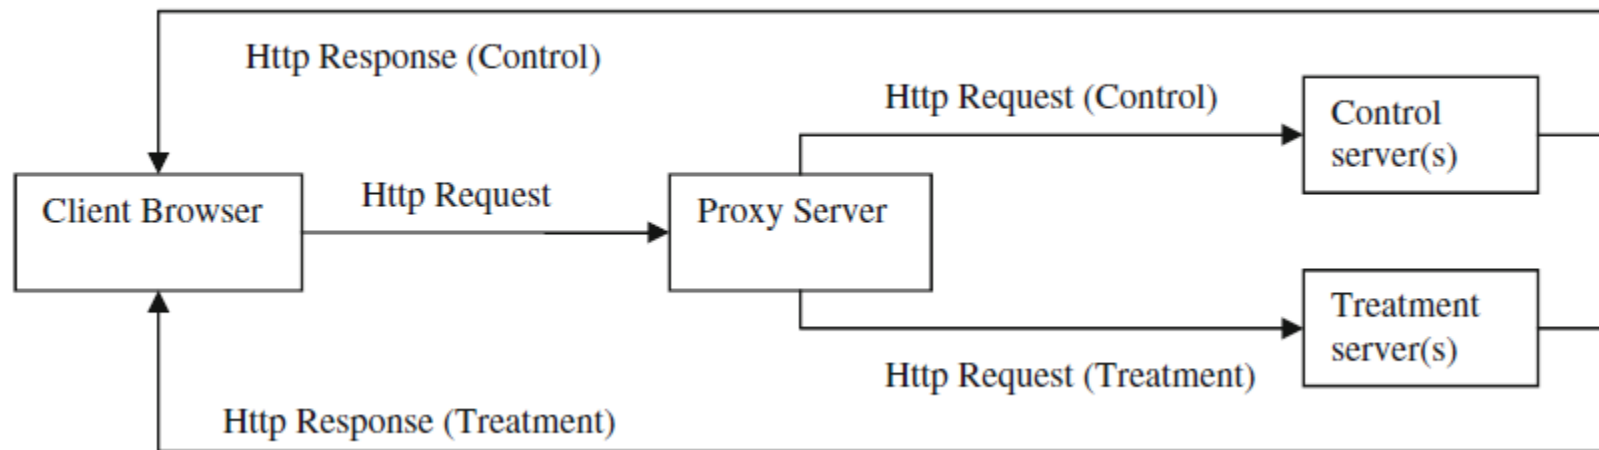 Http Response (Control)
Http Request (Control)
Control
server(s)
Client Browser
Http Request
Proxy Server
Treatment
server(s)
Http Request (Treatment)
Http Response (Treatment)